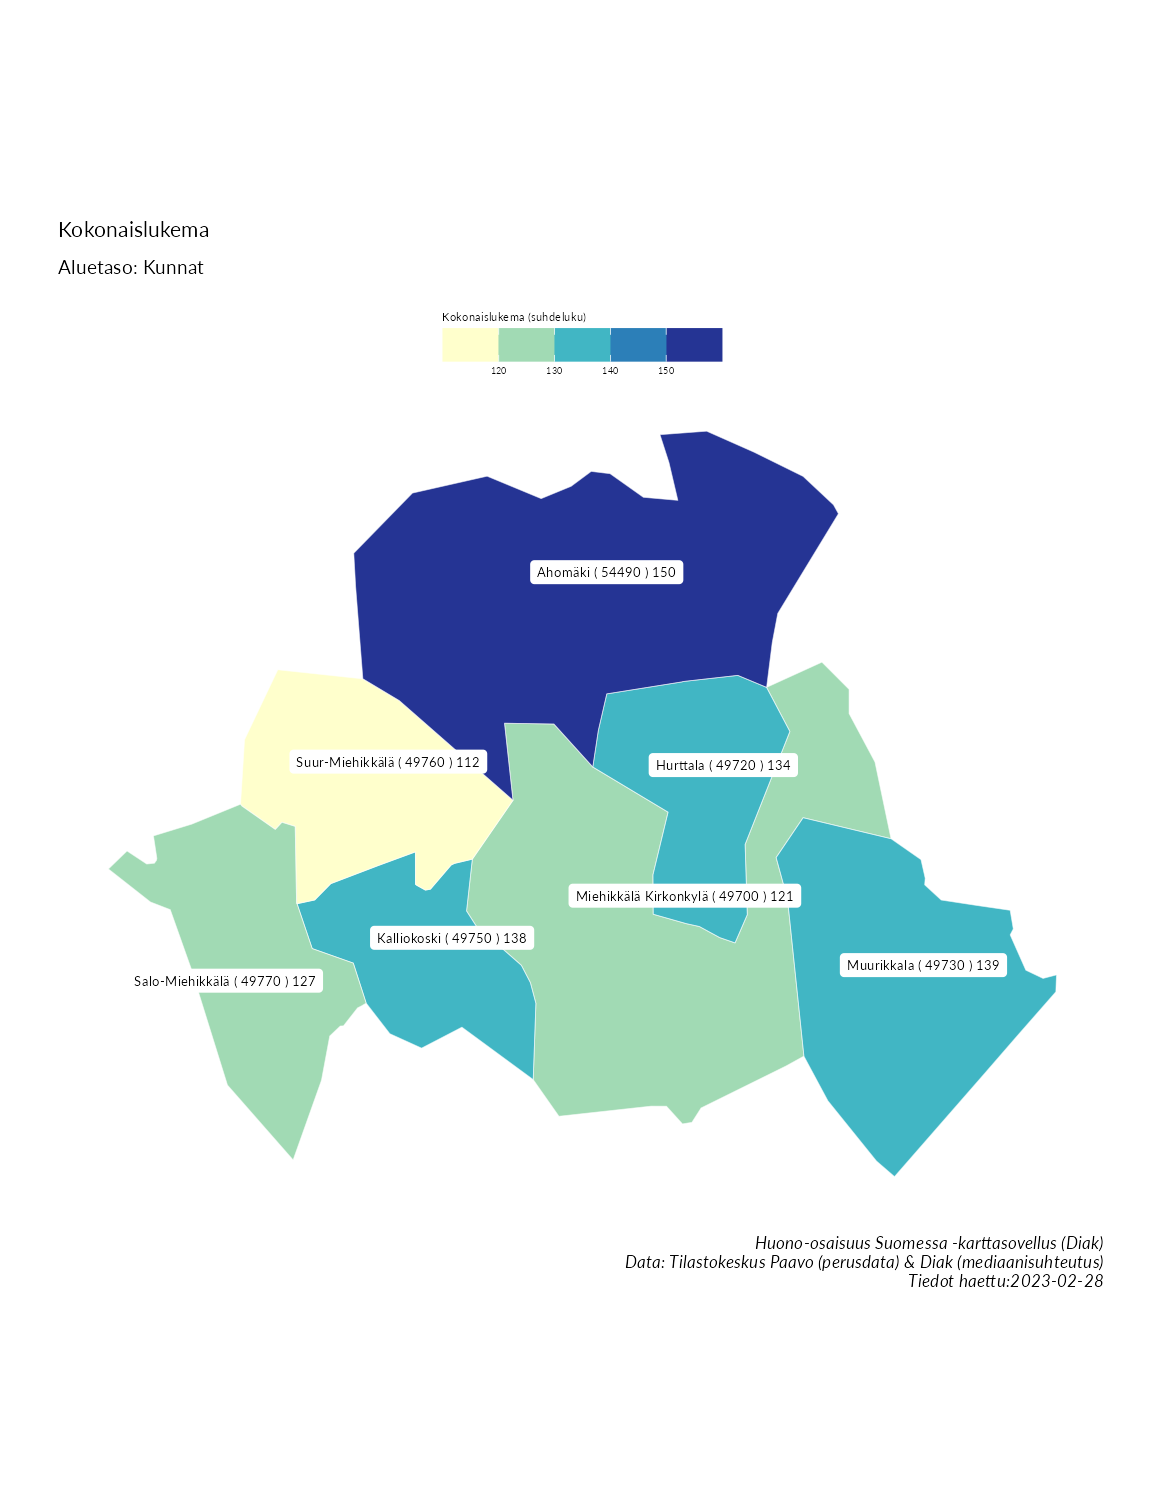 Kokonaislukema
Aluetaso: Kunnat
Kokonaislukema (suhdeluku)
120 130 140 150
Ahomäki ( 54490 ) 150
Suur-Miehikkälä ( 49760 ) 112
Hurttala ( 49720 ) 134
Miehikkälä Kirkonkylä ( 49700 ) 121
Kalliokoski ( 49750 ) 138
Muurikkala ( 49730 ) 139
Salo-Miehikkälä ( 49770 ) 127
Huono-osaisuus Suomessa -karttasovellus (Diak)
Data: Tilastokeskus Paavo (perusdata) & Diak (mediaanisuhteutus)
Tiedot haettu:2023-02-28